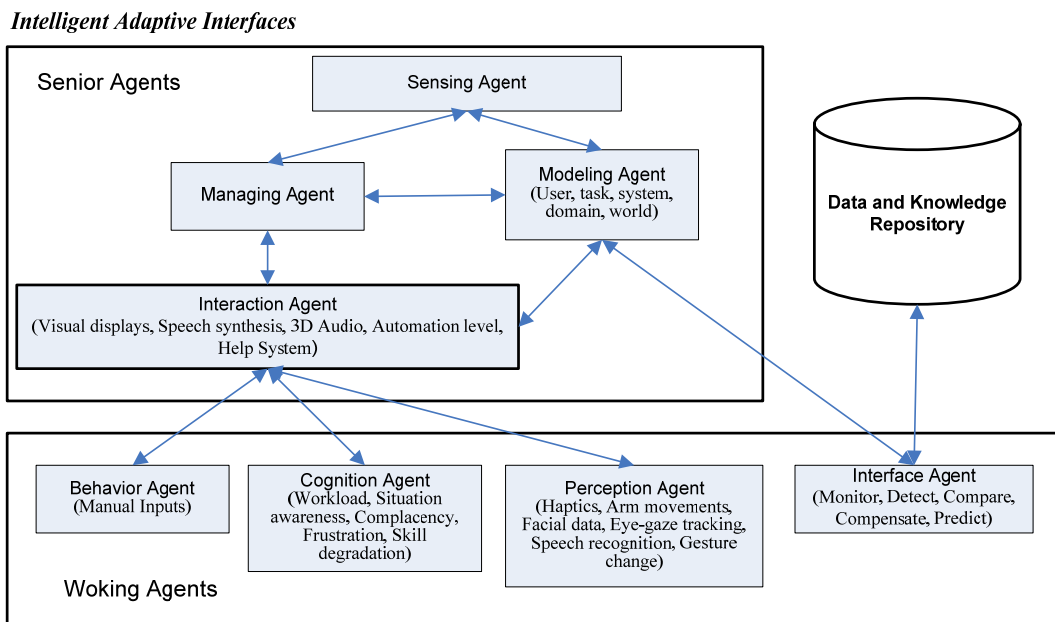 Intelligent Adaptive Interfaces
Senior Agents
Sensing Agent
Managing Agent
Modeling Agent
(User, task, system,
domain, world)
Data and Knowledge
Repository
Interaction Agent
(Visual displays, Speech synthesis, 3D Audio, Automation level,
Help System)
Behavior Agent
(Manual Inputs)
Cognition Agent
(Workload, Situation
awareness, Complacency,
Frustration, Skill
degradation)
Perception Agent
(Haptics, Arm movements,
Facial data, Eye-gaze tracking,
Speech recognition, Gesture
change)
Interface Agent
(Monitor, Detect, Compare,
Compensate, Predict)
Woking Agents